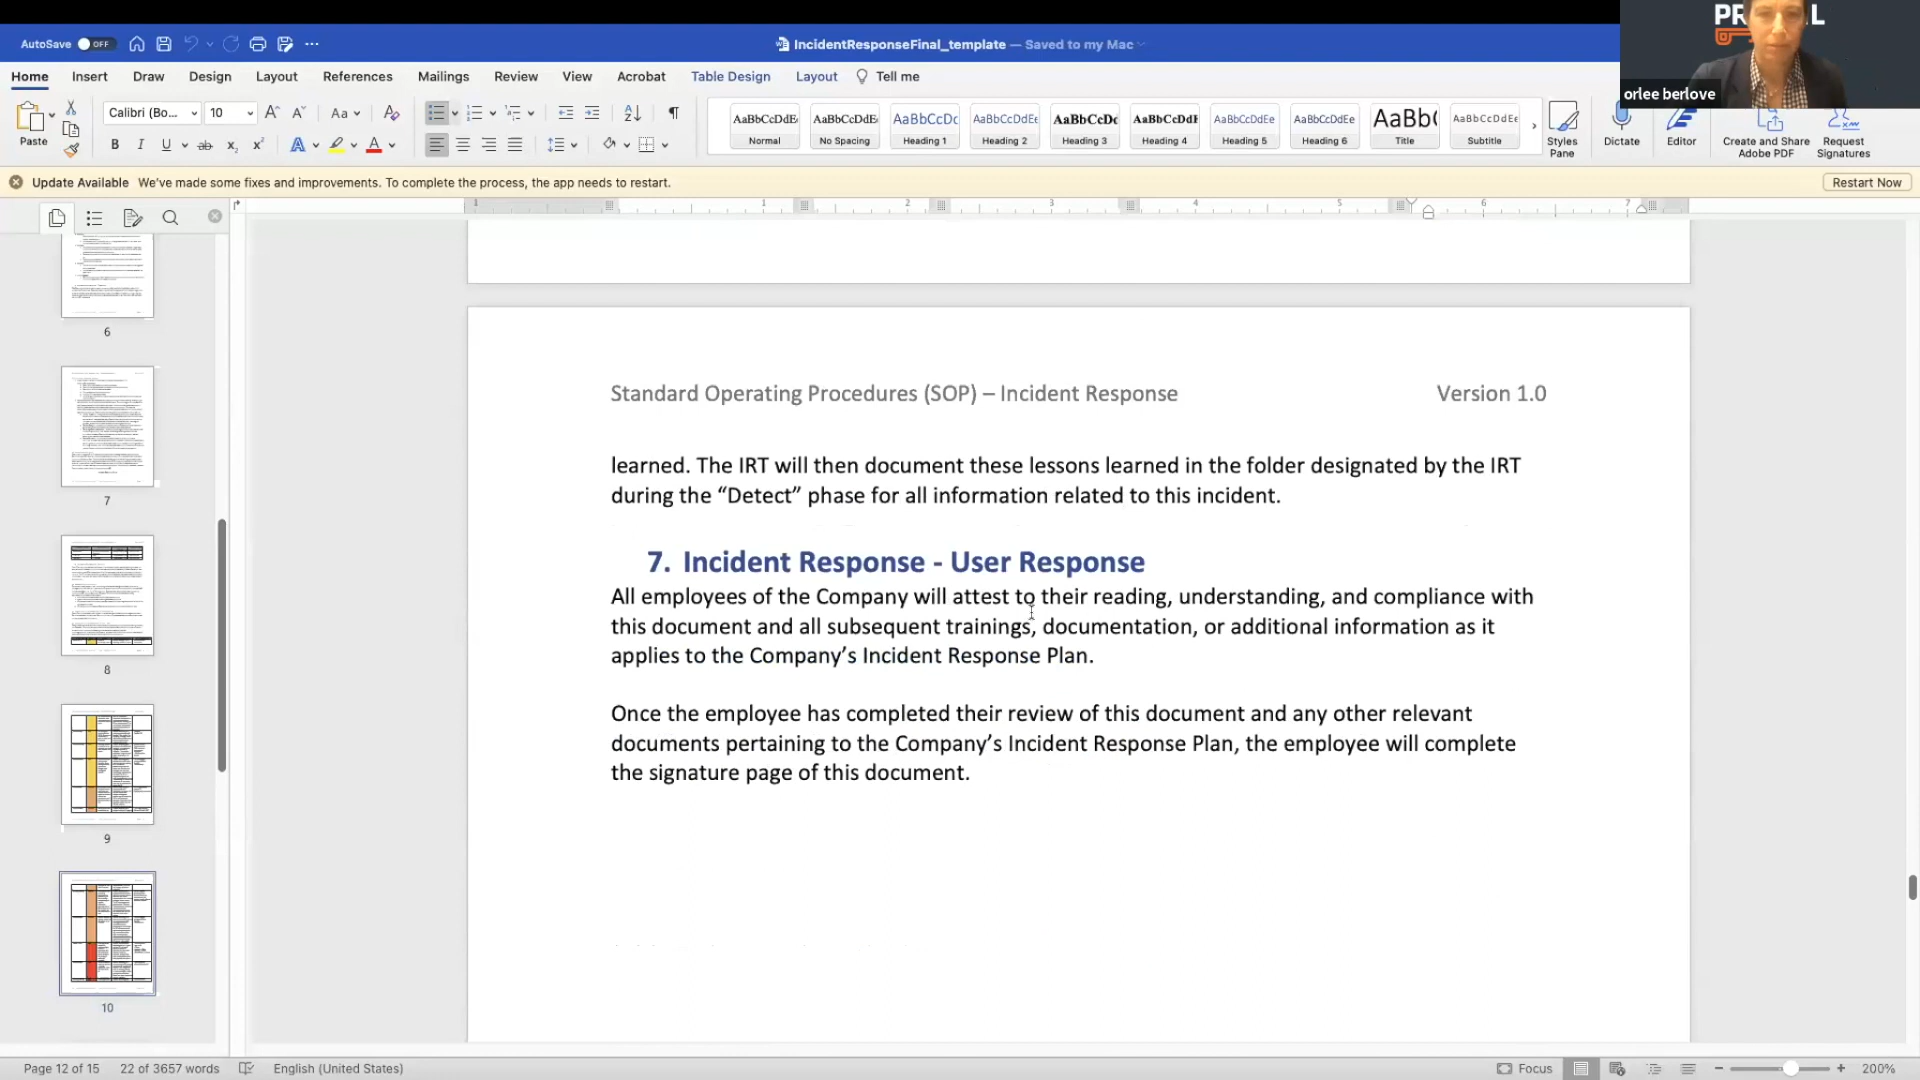 AutoSave OFF
IncidentResponseFinal_template — Saved to my Mac
orlee berlove
Home Insert Draw Design Layout References Mailings Review View Acrobat Table Design Layout Tell me
Paste
Calibri (Bo... 10
AaBbCcDdEe AaBbCcDdEe AaBbCcDc AaBbCcDdEe AaBbCcDc AaBbCcDdE AaBbCcDdEe AaBbCcDdEe AaBb( AaBbCcDdEe
Normal No Spacing Heading 1 Heading 2 Heading 3 Heading 4 Heading 5 Heading 6 Title Subtitle
Styles Pane
Dictate
Editor
Create and Share Adobe PDF
Request Signatures
Update Available We've made some fixes and improvements. To complete the process, the app needs to restart. Restart Now
1 1 2 3 4 5 6 7
6
7
8
9
10
Standard Operating Procedures (SOP) – Incident Response Version 1.0
learned. The IRT will then document these lessons learned in the folder designated by the IRT
during the “Detect” phase for all information related to this incident.
7. Incident Response - User Response
All employees of the Company will attest to their reading, understanding, and compliance with
this document and all subsequent trainings, documentation, or additional information as it
applies to the Company’s Incident Response Plan.
Once the employee has completed their review of this document and any other relevant
documents pertaining to the Company’s Incident Response Plan, the employee will complete
the signature page of this document.
Page 12 of 15 22 of 3657 words English (United States) Focus 200%